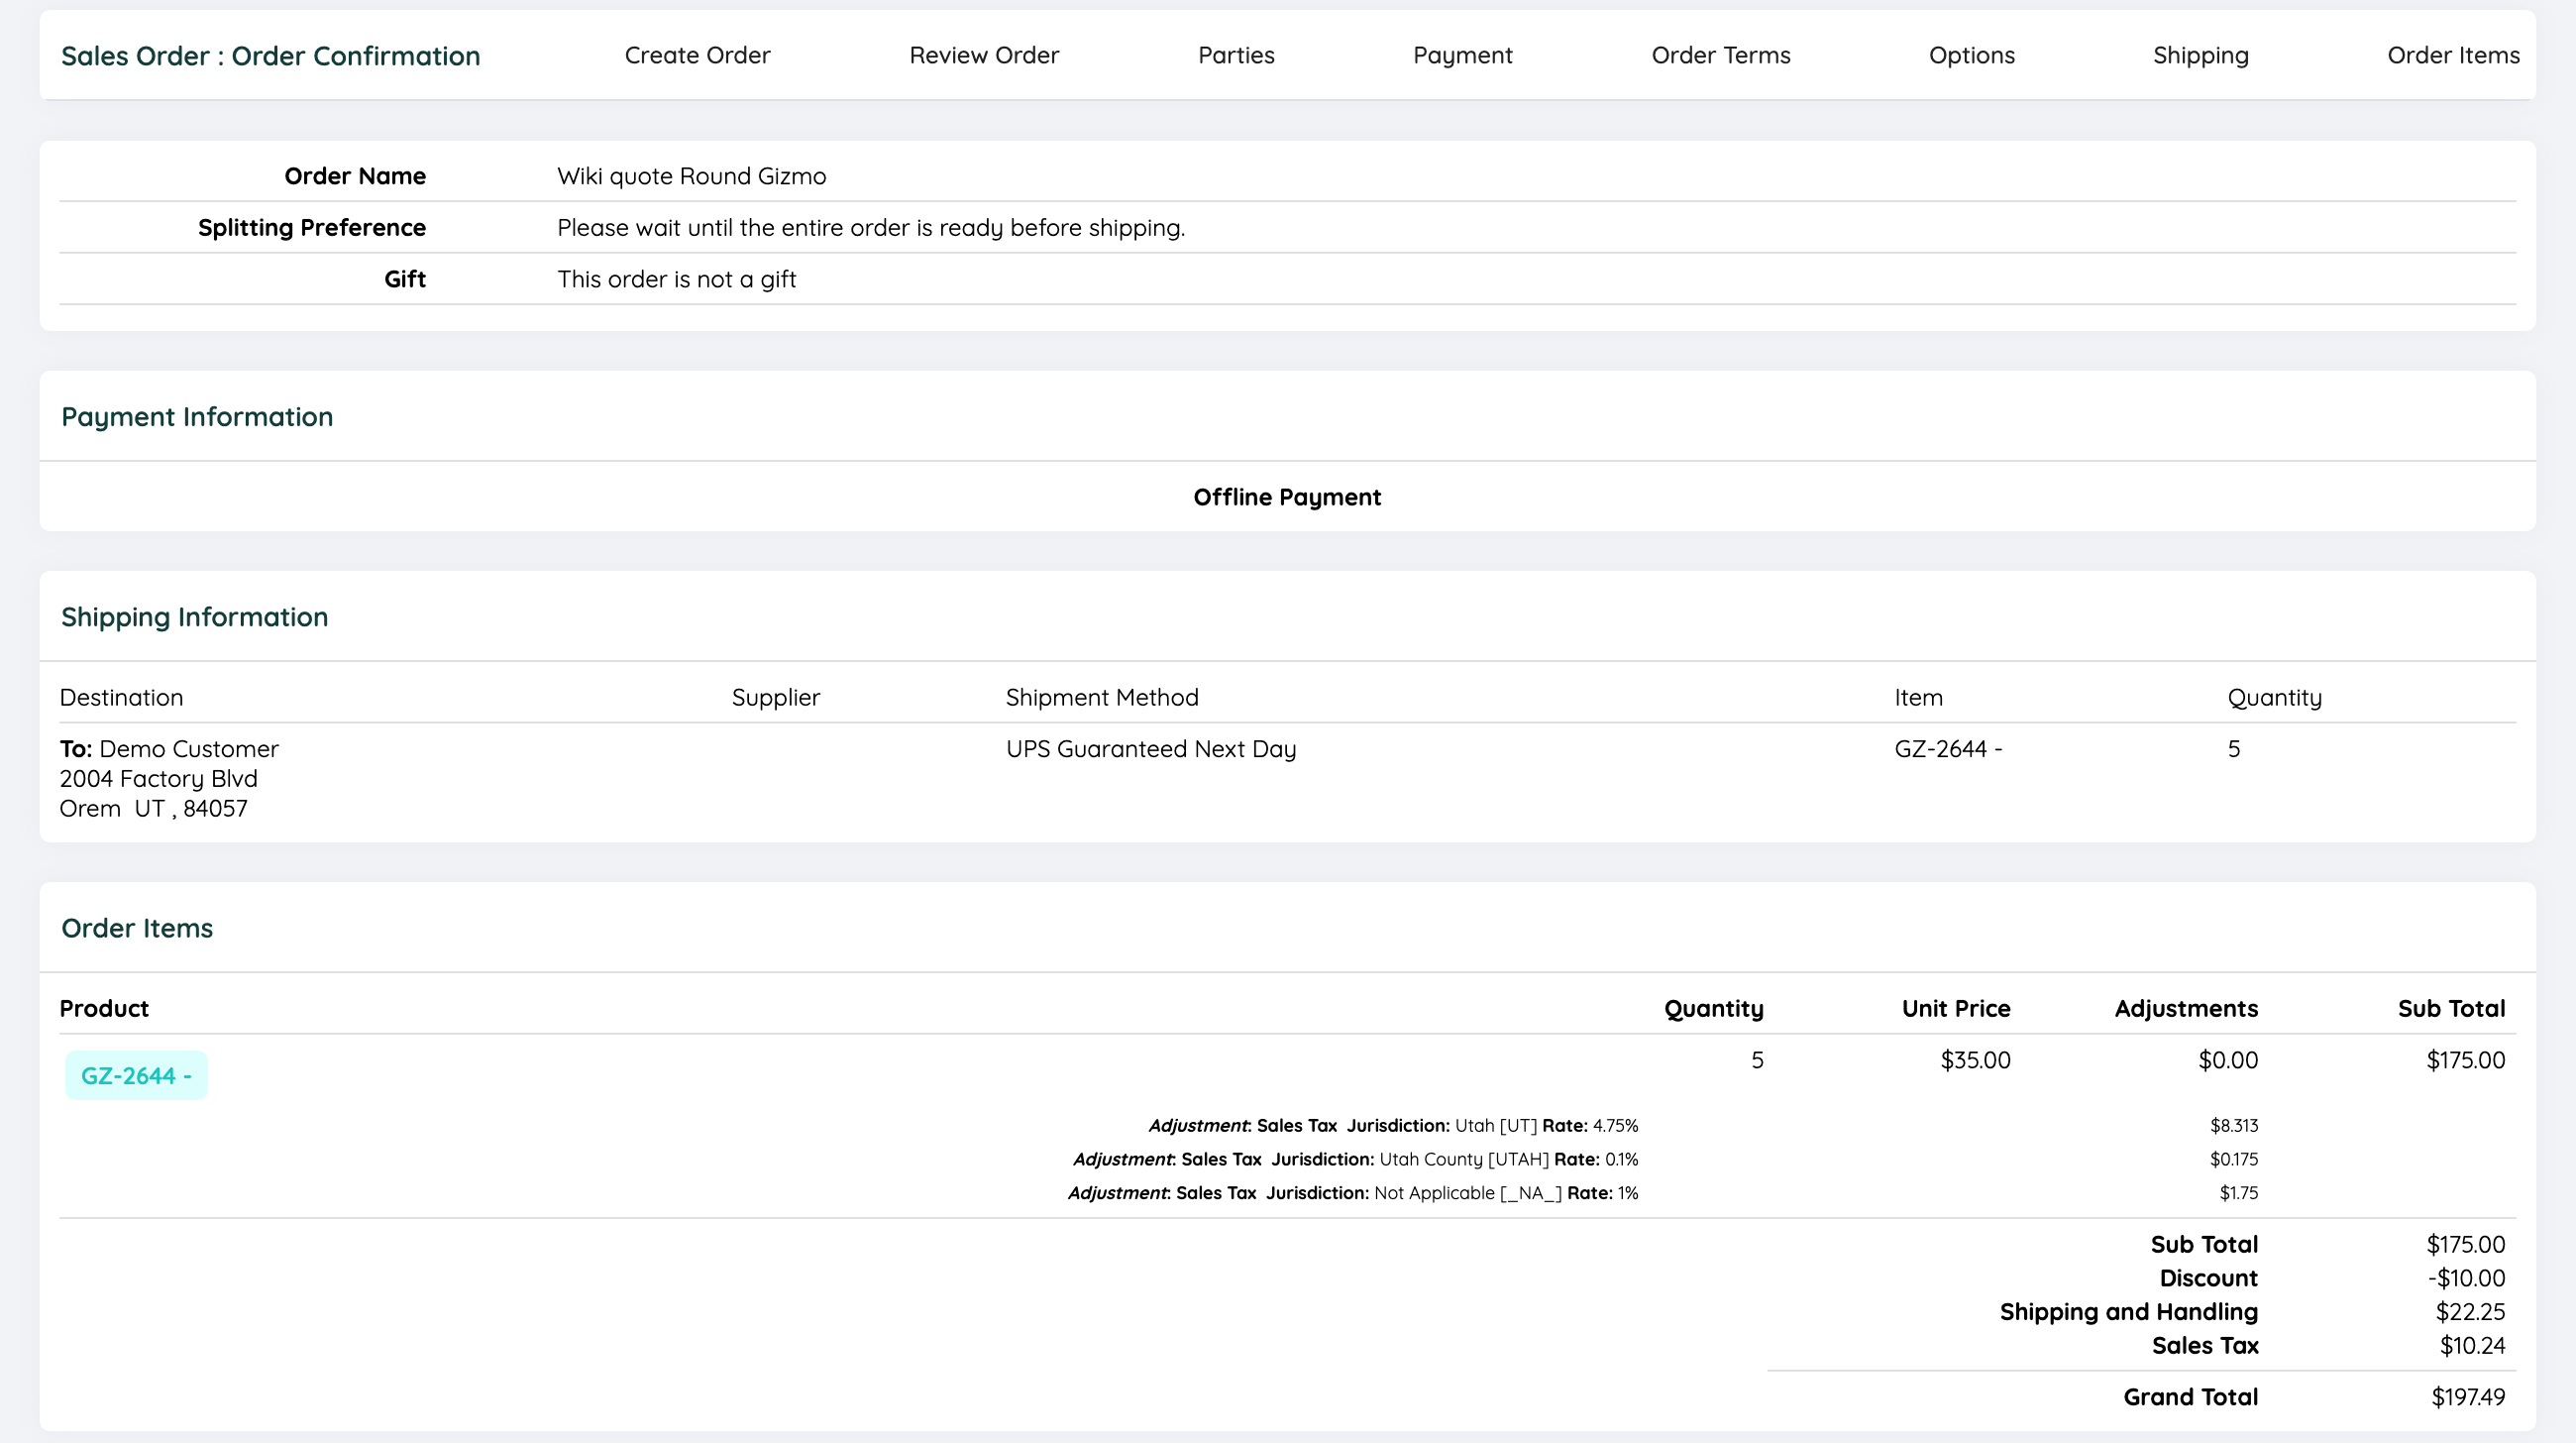 Sales Order : Order Confirmation Create Order Review Order Parties Payment Order Terms Options Shipping Order Items
Order Name Wiki quote Round Gizmo
Splitting Preference Please wait until the entire order is ready before shipping.
Gift This order is not a gift
Payment Information
Offline Payment
Shipping Information
Destination Supplier Shipment Method Item Quantity
To: Demo Customer UPS Guaranteed Next Day GZ-2644 - 5
2004 Factory Blvd
Orem UT , 84057
Order Items
Product Quantity Unit Price Adjustments Sub Total
GZ-2644 - 5 $35.00 $0.00 $175.00
Adjustment: Sales Tax Jurisdiction: Utah [UT] Rate: 4.75% $8.313
Adjustment: Sales Tax Jurisdiction: Utah County [UTAH] Rate: 0.1% $0.175
Adjustment: Sales Tax Jurisdiction: Not Applicable [_NA_] Rate: 1% $1.75
Sub Total $175.00
Discount -$10.00
Shipping and Handling $22.25
Sales Tax $10.24
Grand Total $197.49